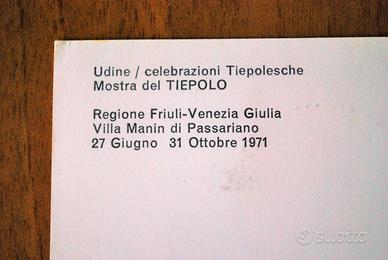 Udine / celebrazioni Tiepolesche
Mostra del TIEPOLO
Regione Friuli-Venezia Giulia
Villa Manin di Passariano
27 Giugno 31 Ottobre 1971
subito